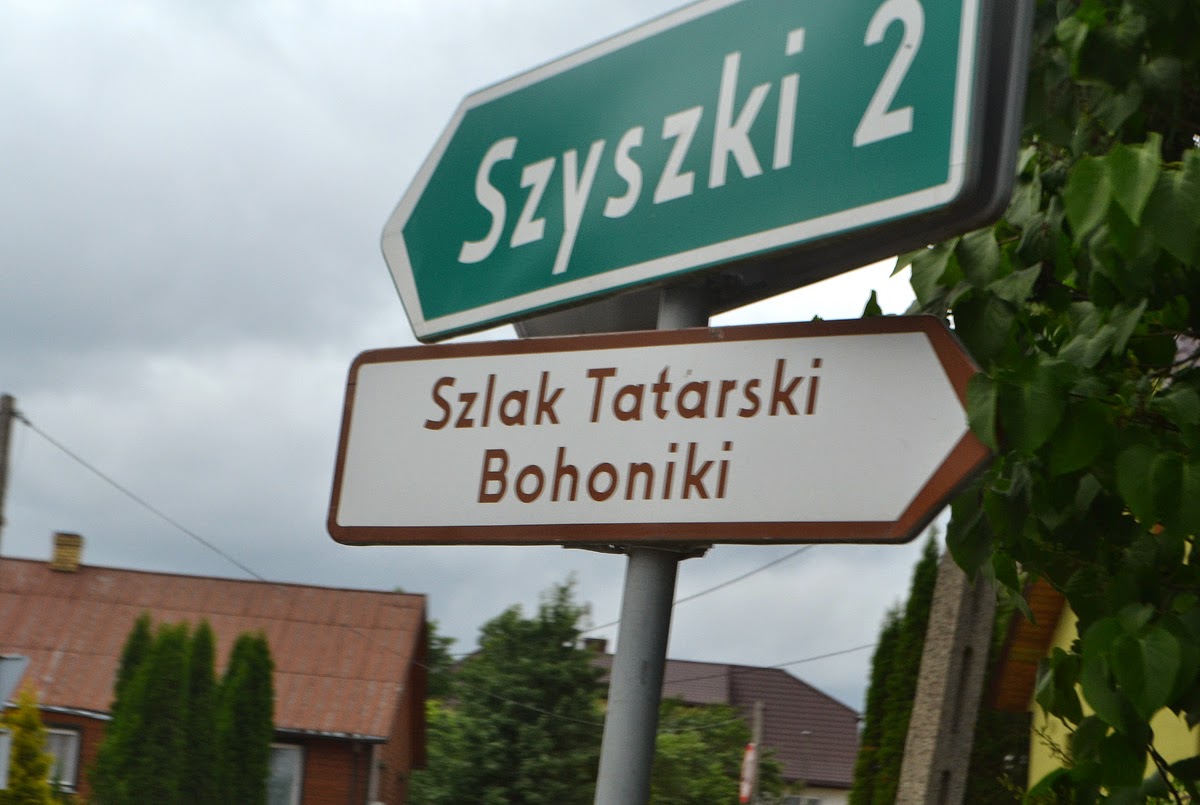 Szyszki 2
Szlak Tatarski
Bohoniki